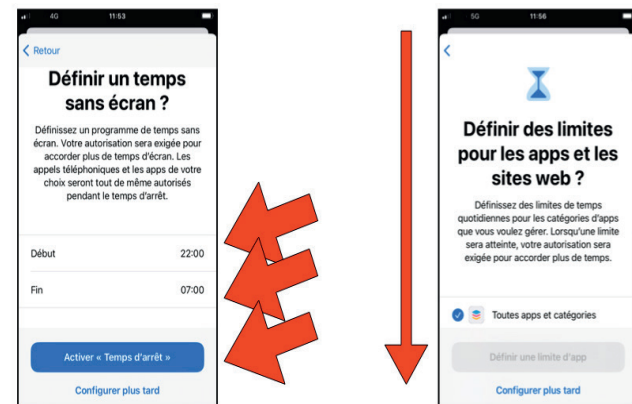 4G 11:53
Retour
Définir un temps
sans écran ?
Définissez un programme de temps sans
écran. Votre autorisation sera exigée pour
accorder plus de temps d'écran. Les
appels téléphoniques et les apps de votre
choix seront tout de même autorisés
pendant le temps d'arrêt.
Début 22:00
Fin 07:00
Activer « Temps d'arrêt »
Configurer plus tard
5G 11:56
Définir des limites
pour les apps et les
sites web ?
Définissez des limites de temps
quotidiennes pour les catégories d'apps
que vous voulez gérer. Lorsqu'une limite
sera atteinte, votre autorisation sera
exigée pour accorder plus de temps.
Toutes apps et catégories
Définir une limite d'app
Configurer plus tard